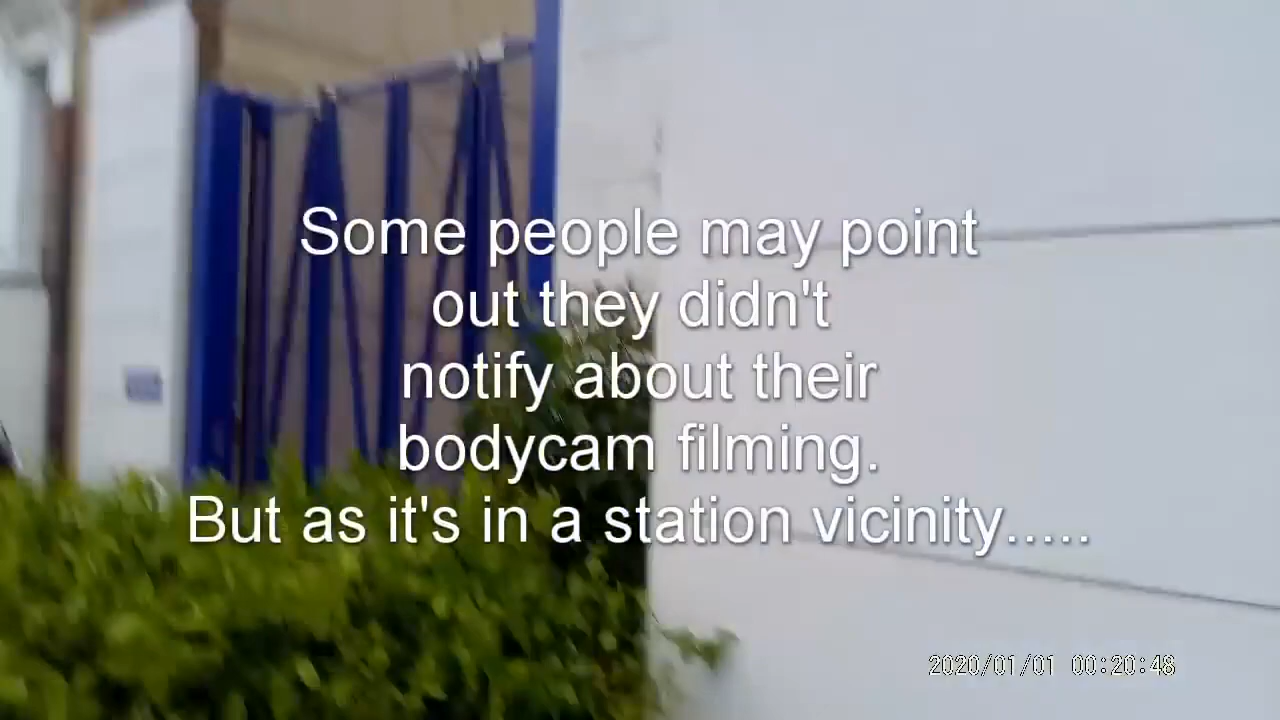 Some people may point
out they didn't
notify about their
bodycam filming.
But as it's in a station vicinity.....
2020/01/01 00:20:48